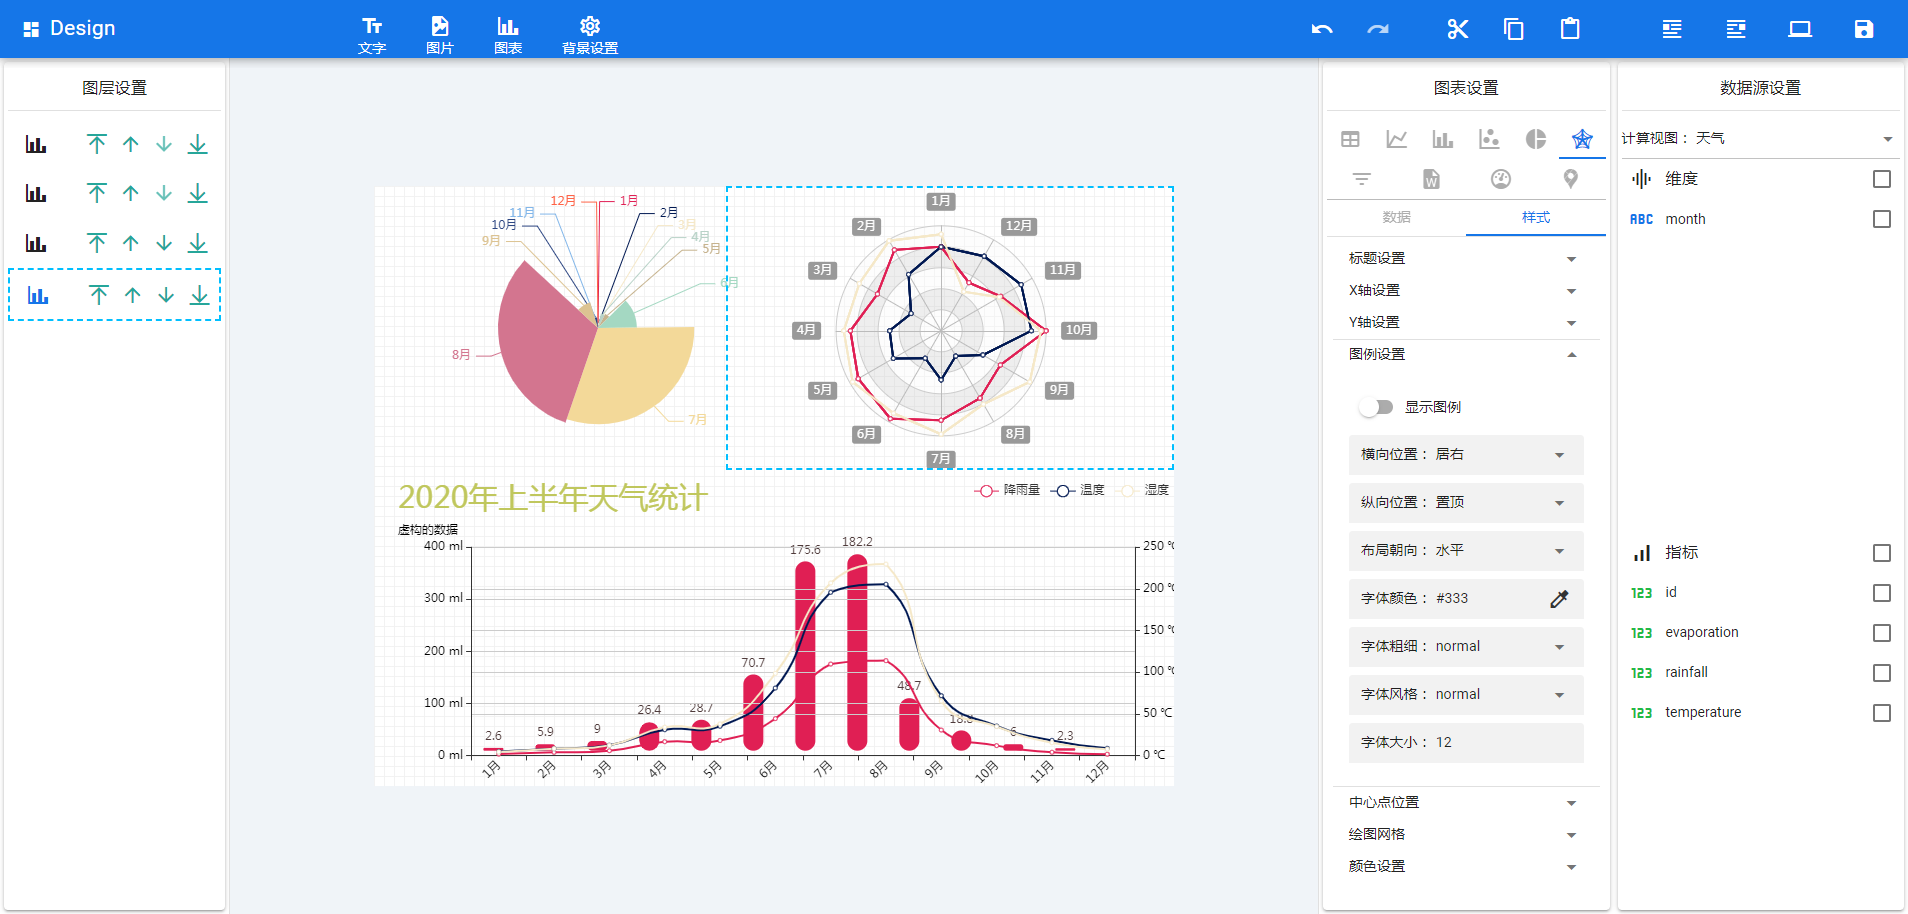 Design
文字
图片
图表
背景设置
图层设置
12月
1月
11月
2月
10月
3月
9月
4月
5月
6月
8月
7月
1月
2月
12月
3月
11月
4月
10月
5月
9月
6月
8月
7月
2020年上半年天气统计
降雨量
温度
湿度
虚构的数据
400 ml
300 ml
200 ml
100 ml
0 ml
250 °C
200 °C
150 °C
100 °C
50 °C
0 °C
2.6
5.9
9
26.4
28.7
70.7
175.6
182.2
48.7
18.8
6
2.3
1月
2月
3月
4月
5月
6月
7月
8月
9月
10月
11月
12月
图表设置
数据
样式
标题设置
X轴设置
Y轴设置
图例设置
显示图例
横向位置： 居右
纵向位置： 置顶
布局朝向： 水平
字体颜色： #333
字体粗细： normal
字体风格： normal
字体大小： 12
中心点位置
绘图网格
颜色设置
数据源设置
计算视图： 天气
维度
ABC month
指标
123 id
123 evaporation
123 rainfall
123 temperature